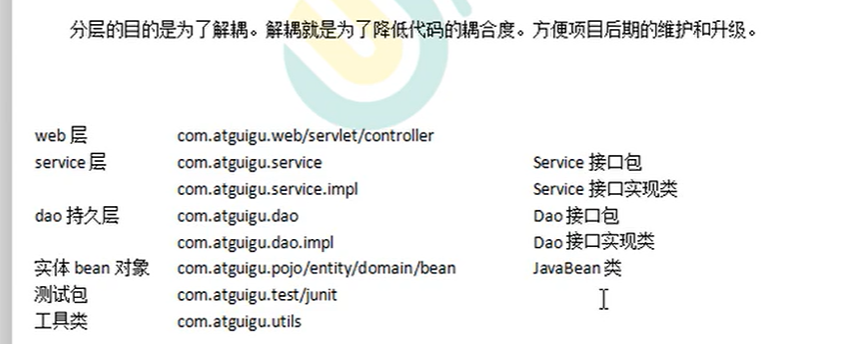 分层的目的是为了解耦。解耦就是为了降低代码的耦合度。方便项目后期的维护和升级。
web 层 com.atguigu.web/servlet/controller
service 层 com.atguigu.service Service 接口包
com.atguigu.service.impl Service 接口实现类
dao 持久层 com.atguigu.dao Dao 接口包
com.atguigu.dao.impl Dao 接口实现类
实体 bean 对象 com.atguigu.pojo/entity/domain/bean JavaBean 类
测试包 com.atguigu.test/junit
工具类 com.atguigu.utils